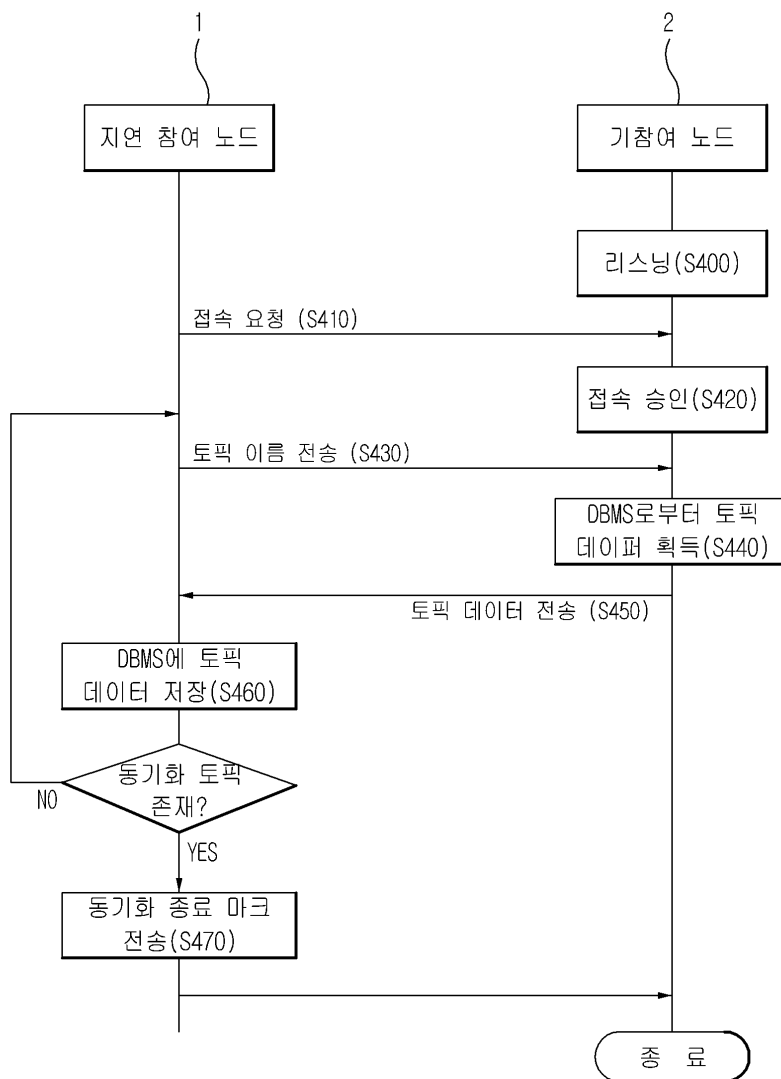 1
2
지연 참여 노드
기참여 노드
리스닝(S400)
접속 요청 (S410)
접속 승인(S420)
토픽 이름 전송 (S430)
DBMS로부터 토픽
데이퍼 획득(S440)
토픽 데이터 전송 (S450)
DBMS에 토픽
데이터 저장(S460)
동기화 토픽
존재?
NO
YES
동기화 종료 마크
전송(S470)
종 료